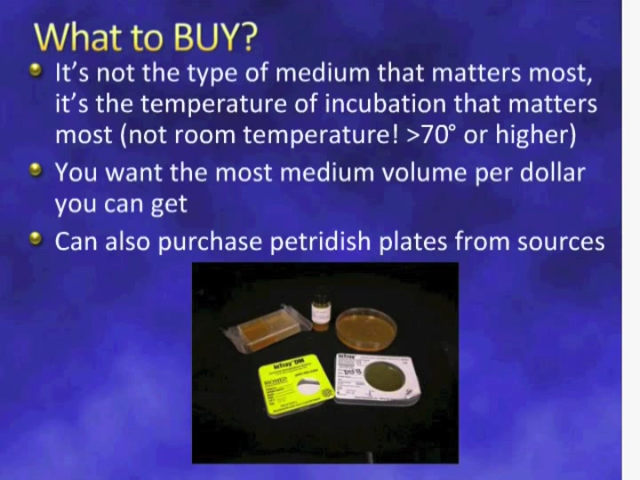 What to BUY?
It's not the type of medium that matters most,
it's the temperature of incubation that matters
most (not room temperature! >70° or higher)
You want the most medium volume per dollar
you can get
Can also purchase petridish plates from sources